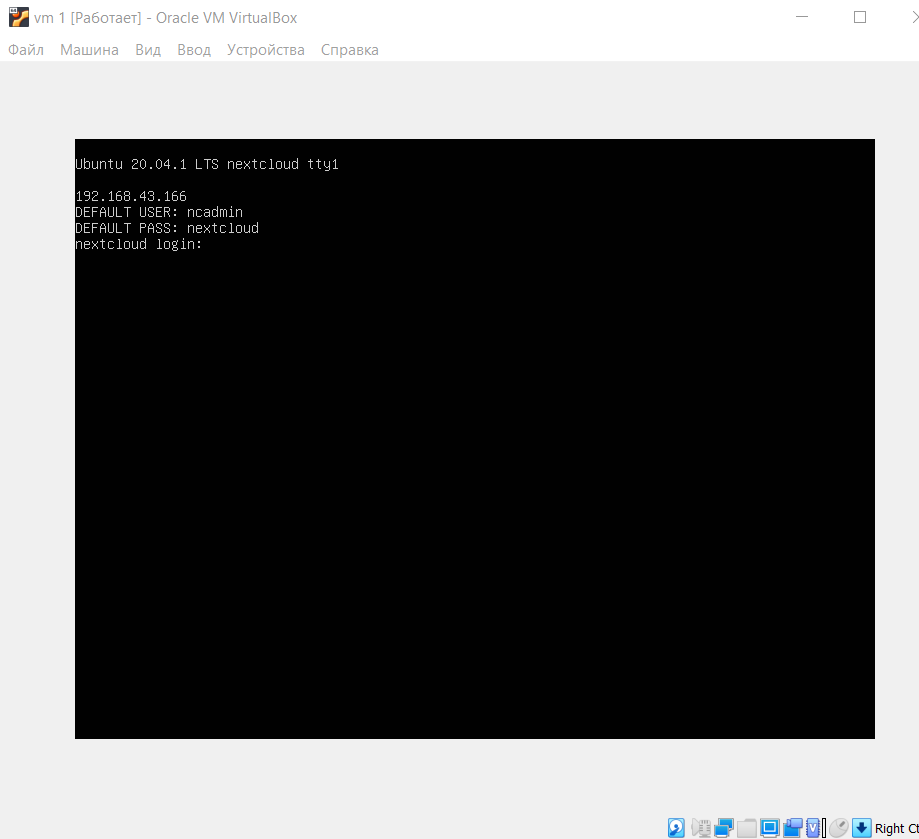 vm 1 [Работает] - Oracle VM VirtualBox
Файл Машина Вид Ввод Устройства Справка
Ubuntu 20.04.1 LTS nextcloud tty1
192.168.43.166
DEFAULT USER: ncadmin
DEFAULT PASS: nextcloud
nextcloud login:
Right Ct